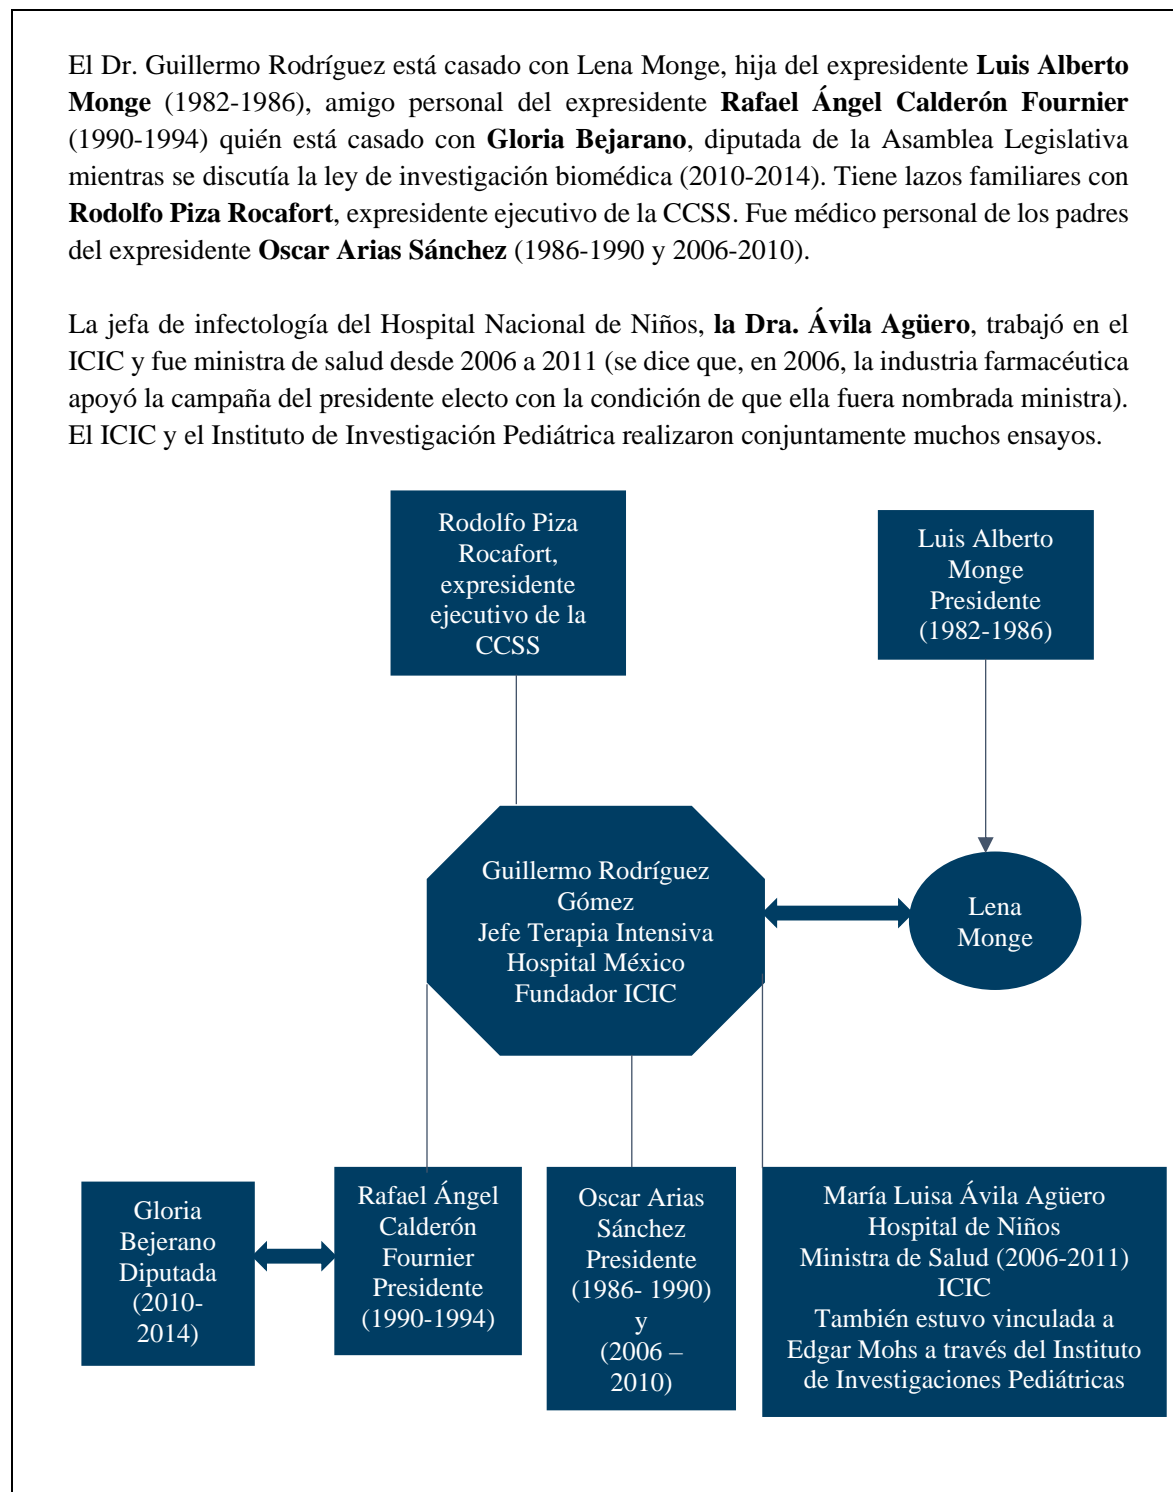 El Dr. Guillermo Rodríguez está casado con Lena Monge, hija del expresidente Luis Alberto
Monge (1982-1986), amigo personal del expresidente Rafael Ángel Calderón Fournier
(1990-1994) quién está casado con Gloria Bejarano, diputada de la Asamblea Legislativa
mientras se discutía la ley de investigación biomédica (2010-2014). Tiene lazos familiares con
Rodolfo Piza Rocafort, expresidente ejecutivo de la CCSS. Fue médico personal de los padres
del expresidente Oscar Arias Sánchez (1986-1990 y 2006-2010).
La jefa de infectología del Hospital Nacional de Niños, la Dra. Ávila Agüero, trabajó en el
ICIC y fue ministra de salud desde 2006 a 2011 (se dice que, en 2006, la industria farmacéutica
apoyó la campaña del presidente electo con la condición de que ella fuera nombrada ministra).
El ICIC y el Instituto de Investigación Pediátrica realizaron conjuntamente muchos ensayos.
Rodolfo Piza
Rocafort,
expresidente
ejecutivo de la
CCSS
Luis Alberto
Monge
Presidente
(1982-1986)
Guillermo Rodríguez
Gómez
Jefe Terapia Intensiva
Hospital México
Fundador ICIC
Lena
Monge
Gloria
Bejerano
Diputada
(2010-
2014)
Rafael Ángel
Calderón
Fournier
Presidente
(1990-1994)
Oscar Arias
Sánchez
Presidente
(1986- 1990)
y
(2006 –
2010)
María Luisa Ávila Agüero
Hospital de Niños
Ministra de Salud (2006-2011)
ICIC
También estuvo vinculada a
Edgar Mohs a través del Instituto
de Investigaciones Pediátricas